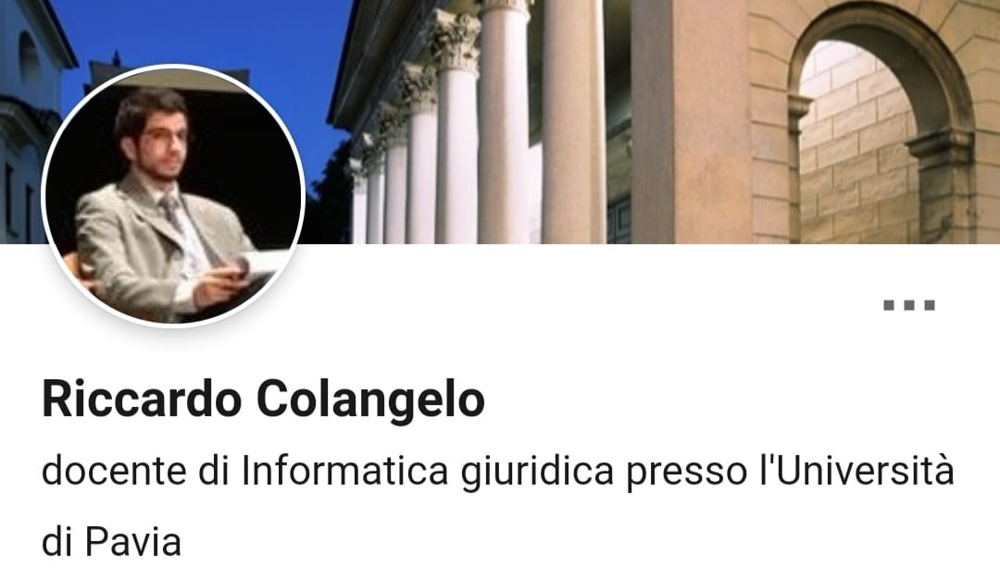 Riccardo Colangelo
docente di Informatica giuridica presso l'Università
di Pavia